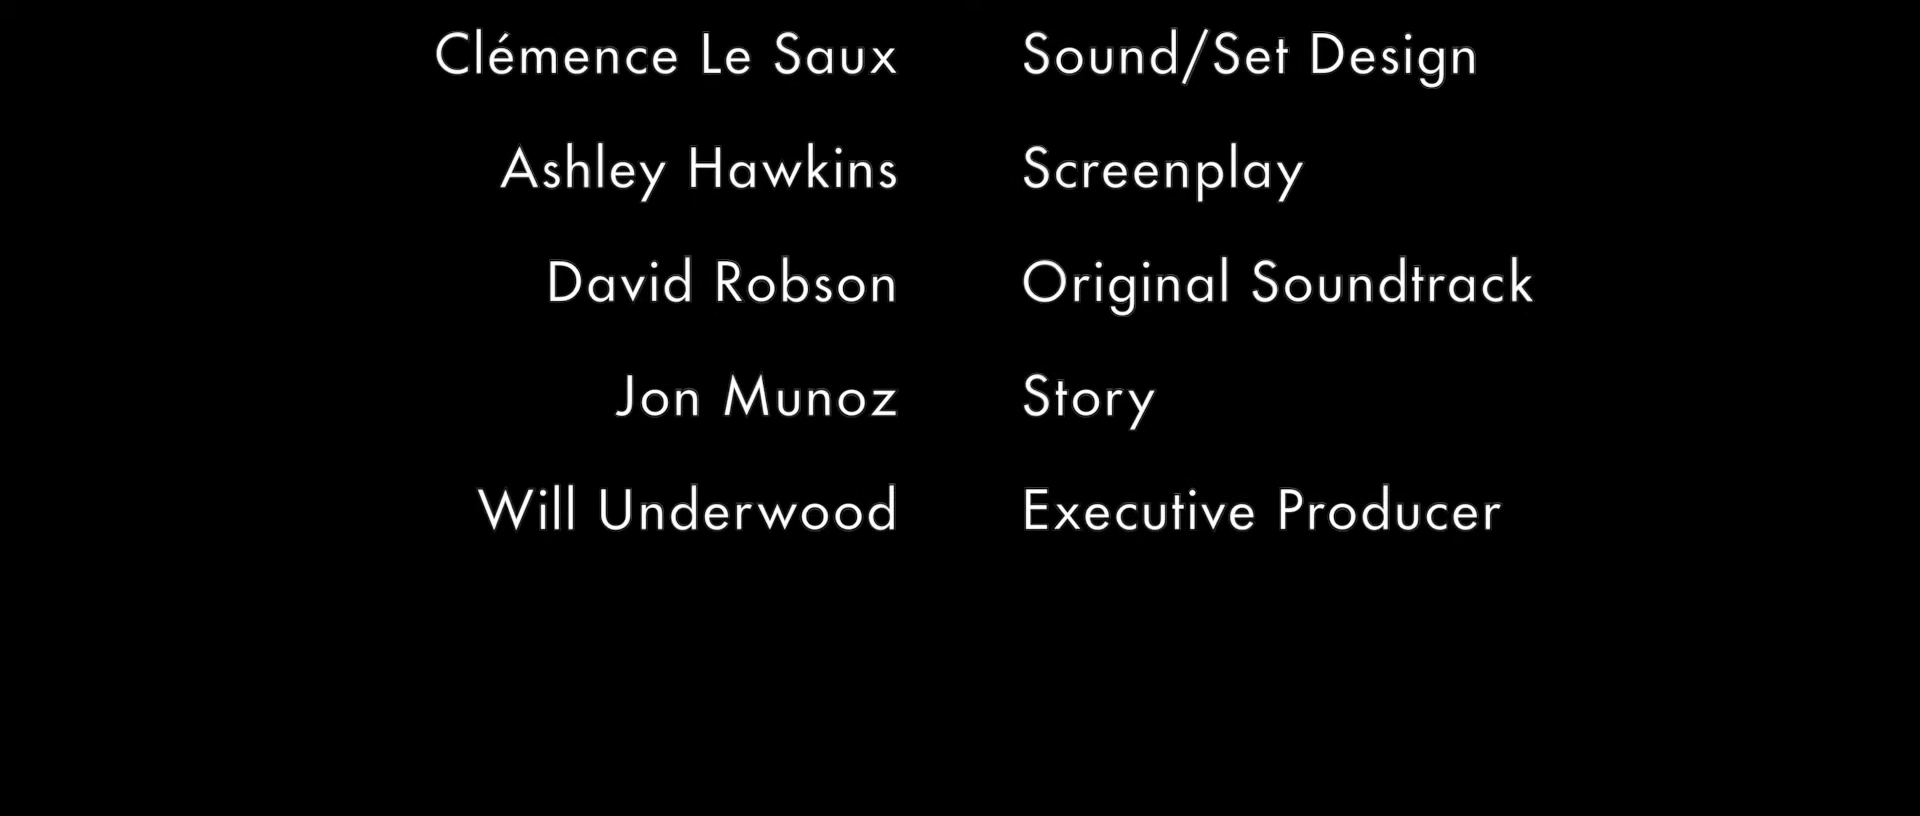 Clémence Le Saux Sound/Set Design
Ashley Hawkins Screenplay
David Robson Original Soundtrack
Jon Munoz Story
Will Underwood Executive Producer